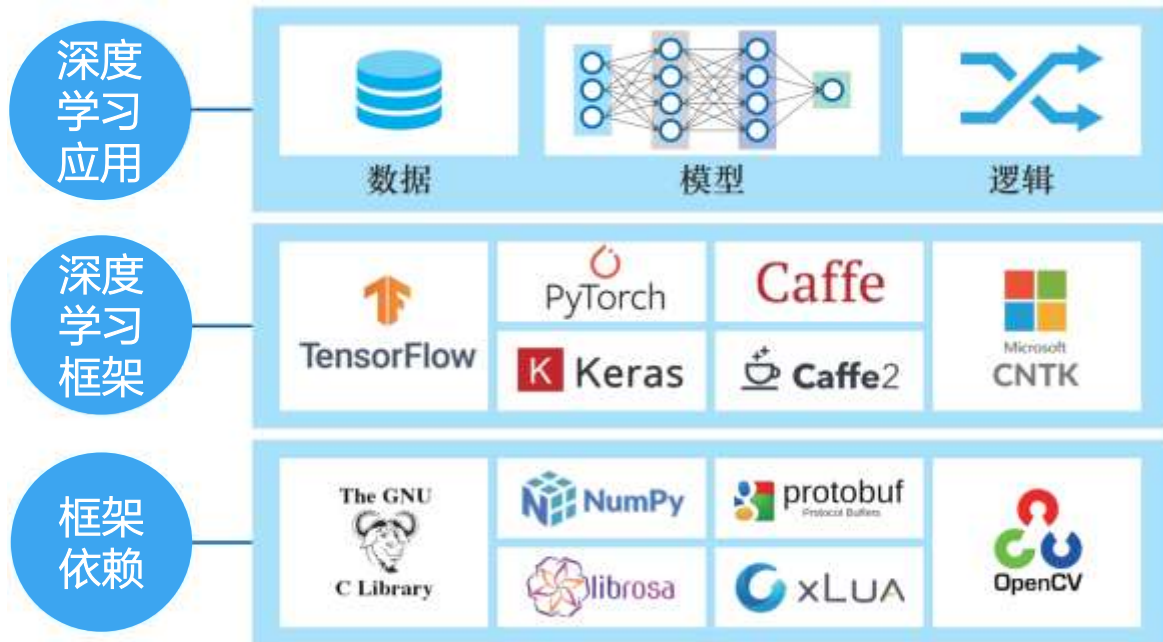 深度
学习
应用
数据
模型
逻辑
深度
学习
框架
TensorFlow
PyTorch
Caffe
K Keras
Caffe2
Microsoft
CNTK
框架
依赖
The GNU
C Library
NumPy
protobuf
Protocol Buffers
librosa
xLUA
OpenCV